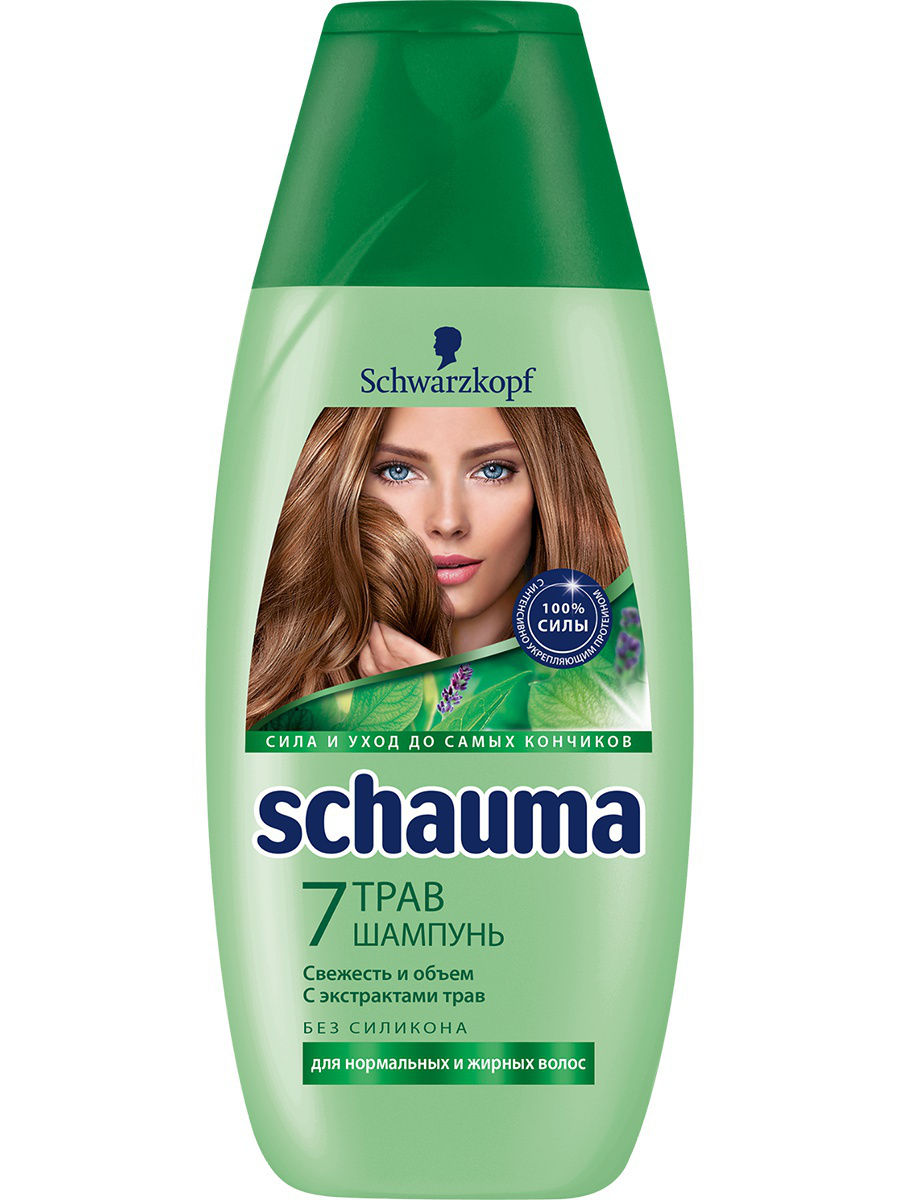 Schwarzkopf
100%
СИЛЫ
С ИНТЕНСИВНО УКРЕПЛЯЮЩИМ ПРОТЕИНОМ
СИЛА И УХОД ДО САМЫХ КОНЧИКОВ
schauma
7 ТРАВ
ШАМПУНЬ
Свежесть и объем
С экстрактами трав
БЕЗ СИЛИКОНА
для нормальных и жирных волос